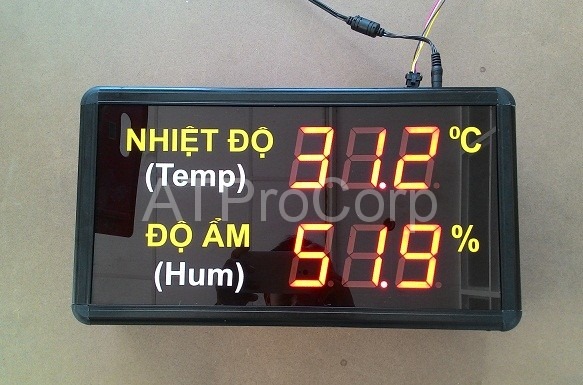 NHIỆT ĐỘ 31.2 ºC
(Temp)
ATProCorp
ĐỘ ẨM 51.9 %
(Hum)